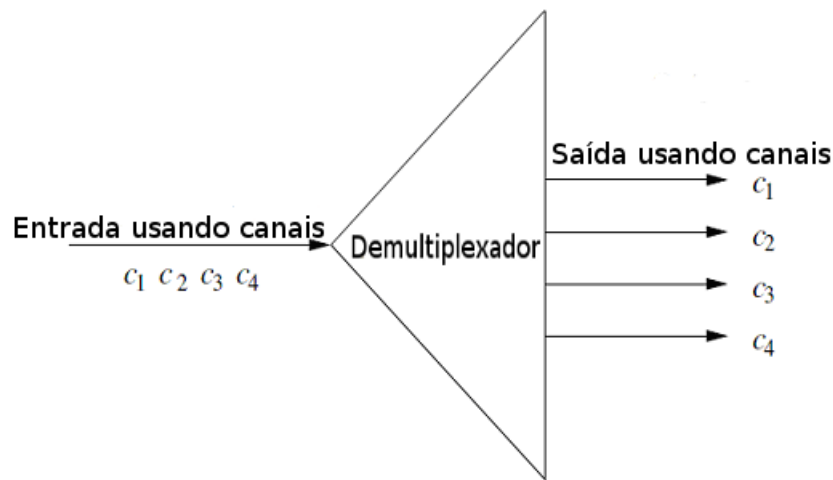 Saída usando canais
c1
Entrada usando canais
Demultiplexador
c2
c1 c2 c3 c4
c3
c4